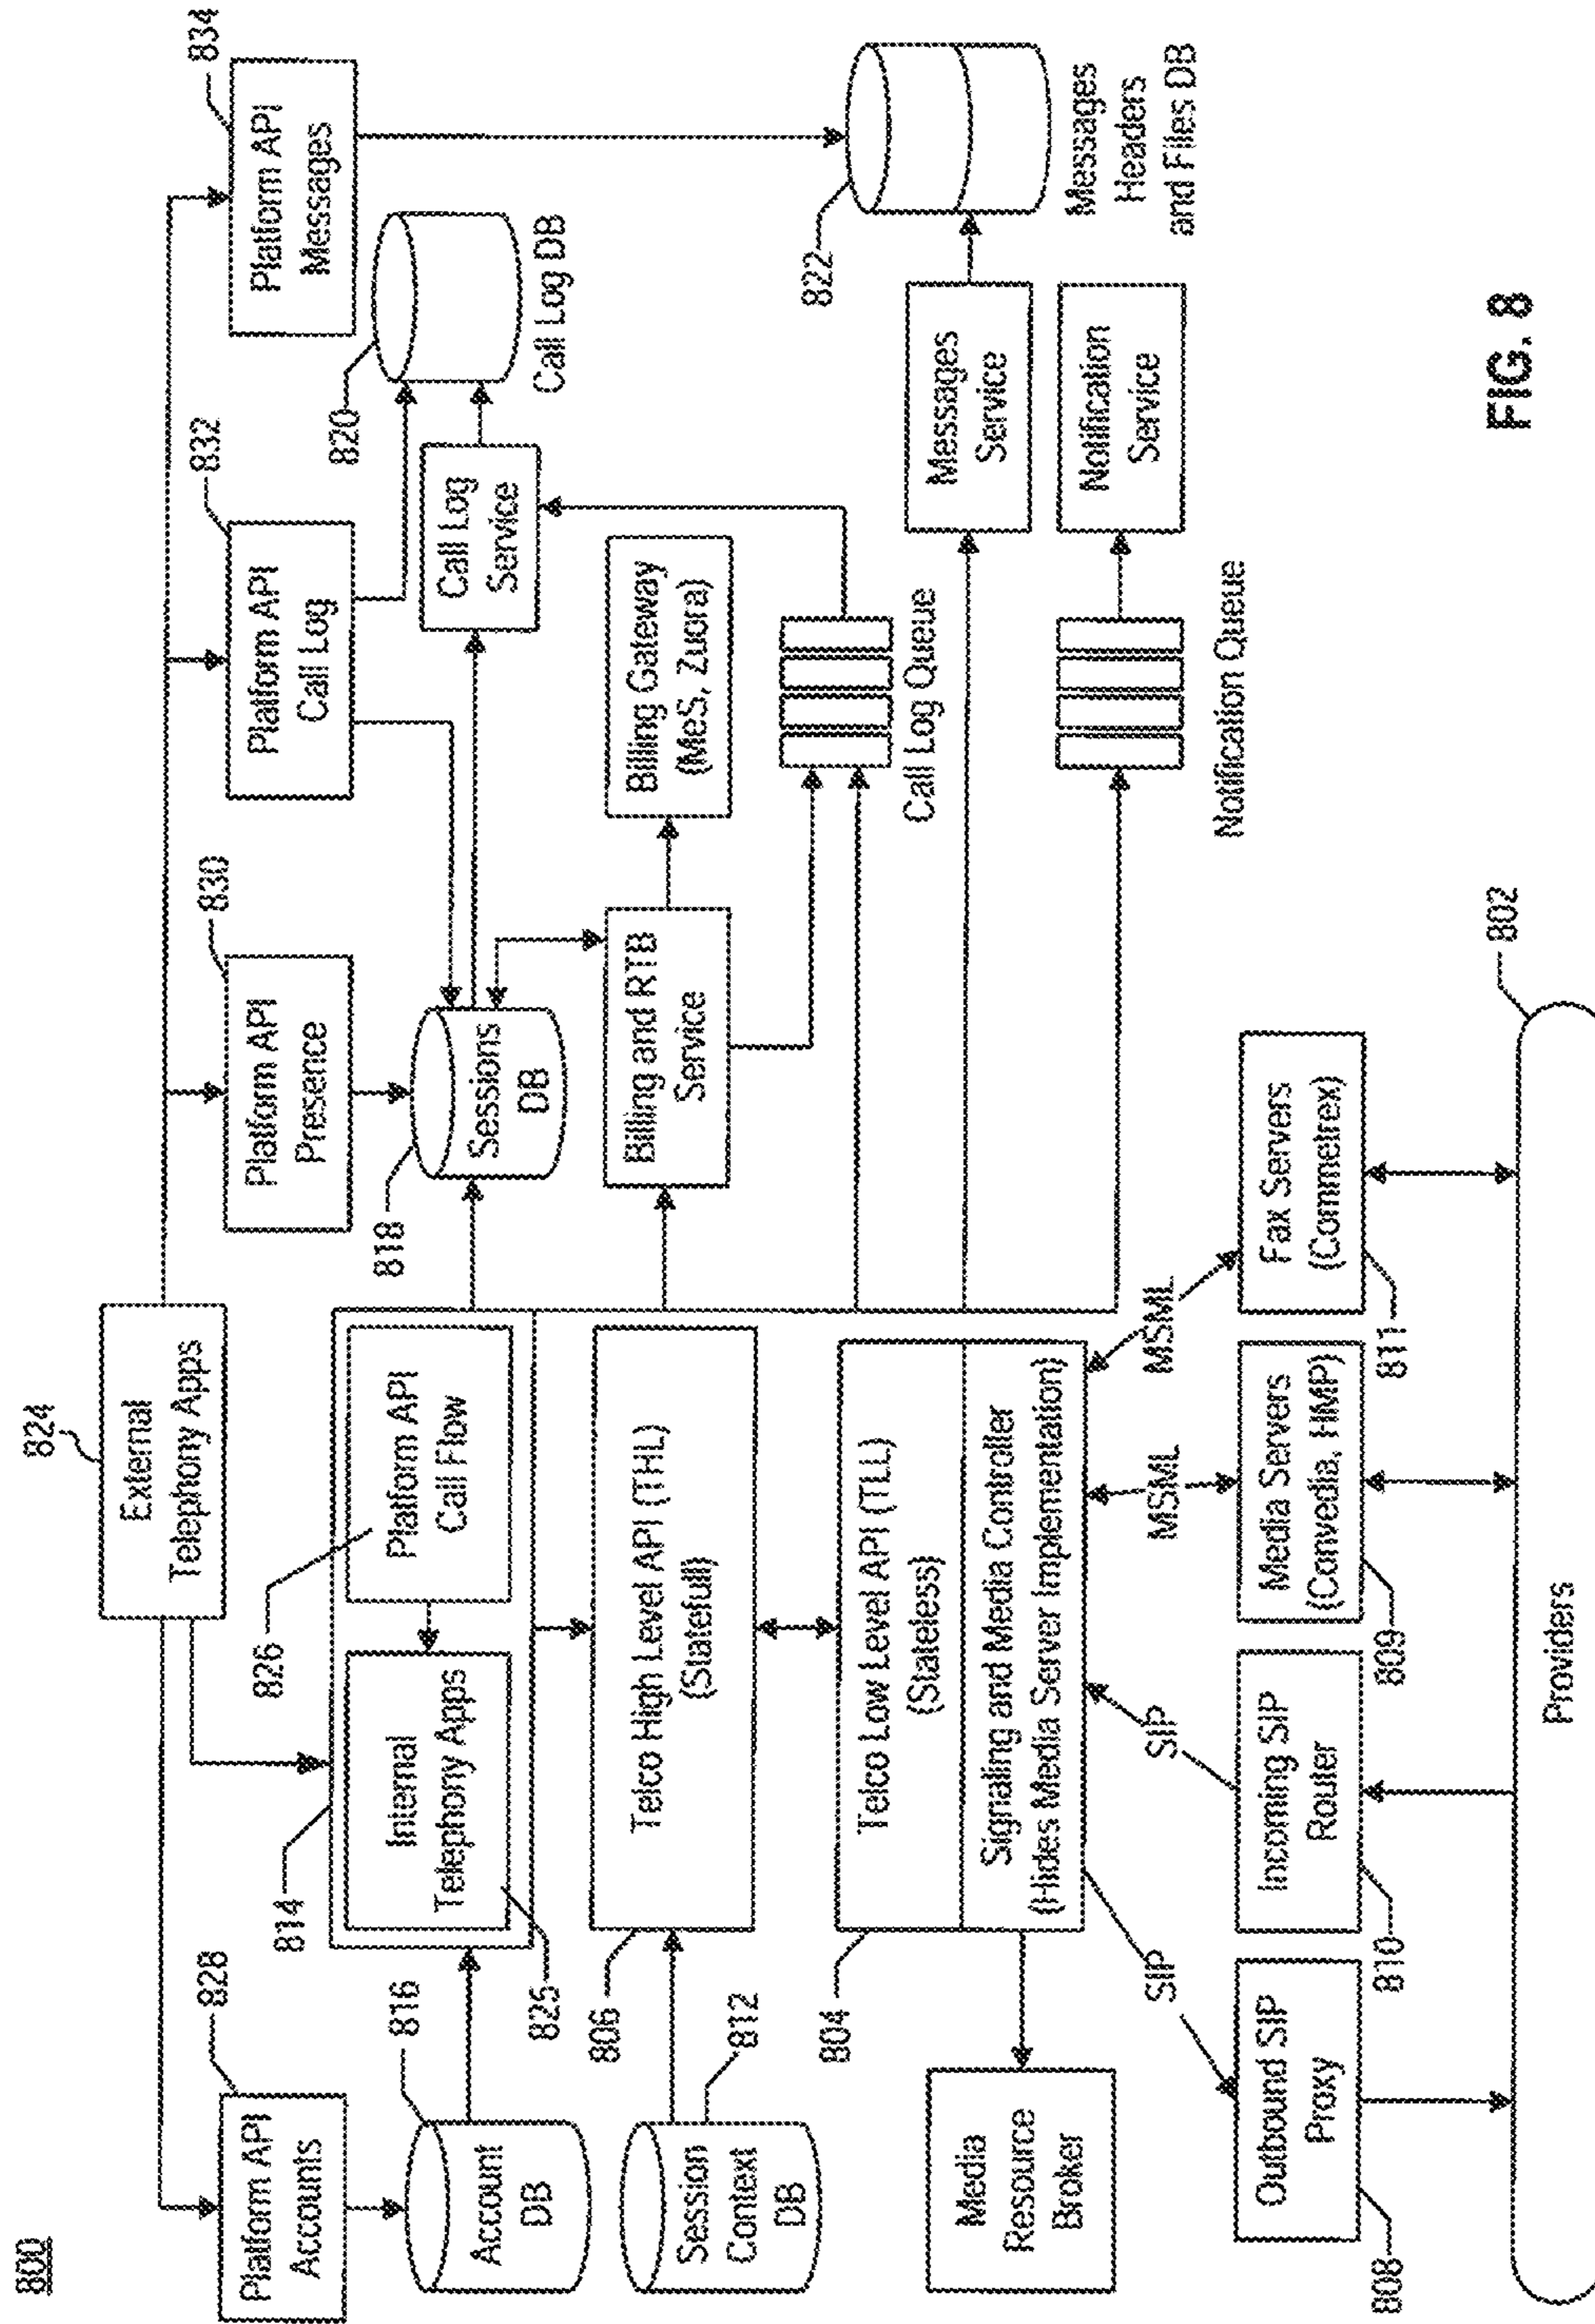 800
824
External
Telephony Apps
828
Platform API
Accounts
830
Platform API
Presence
832
Platform API
Call Log
834
Platform API
Messages
814
826
Internal
Telephony Apps
Platform API
Call Flow
825
816
Account
DB
818
Sessions
DB
Call Log
Service
820
Call Log DB
806
Telco High Level API (THL)
(Statefull)
812
Session
Context
DB
Billing and RTB
Service
Billing Gateway
(MeS, Zuora)
Call Log Queue
804
Telco Low Level API (TLL)
(Stateless)
Signaling and Media Controller
(Hides Media Server Implementation)
Media
Resource
Broker
822
Messages
Service
Messages
Headers
and Files DB
Notification Queue
Notification
Service
SIP
SIP
MSML
MSML
808
Outbound SIP
Proxy
810
Incoming SIP
Router
809
Media Servers
(Convedia, HMP)
811
Fax Servers
(Commetrex)
802
Providers
FIG. 8